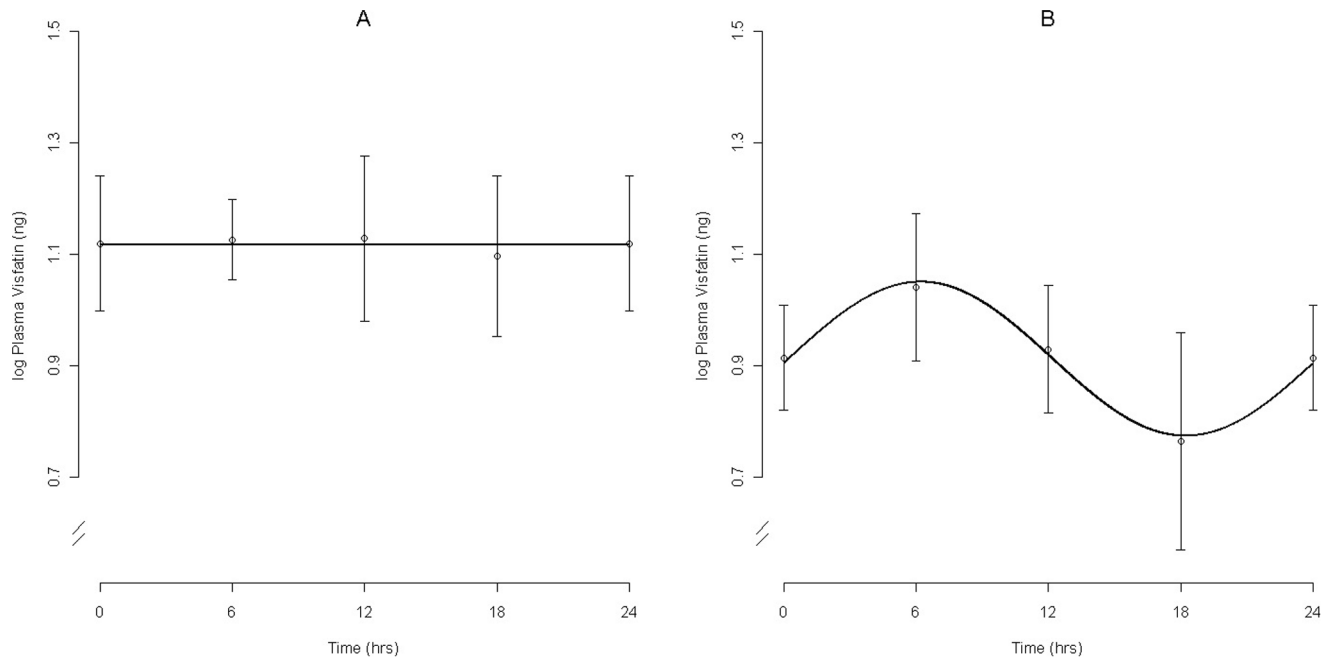 A
log Plasma Visfatin (ng)
1.5
1.3
1.1
0.9
0.7
0 6 12 18 24
Time (hrs)
B
log Plasma Visfatin (ng)
1.5
1.3
1.1
0.9
0.7
0 6 12 18 24
Time (hrs)